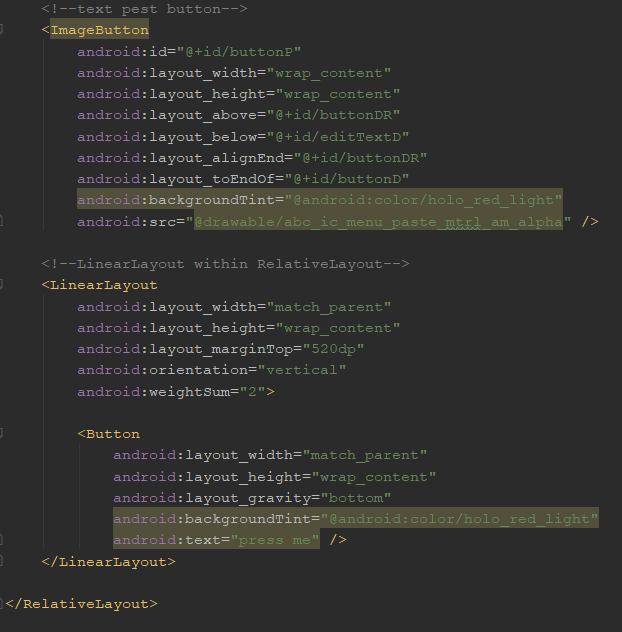 <!--text pest button-->
<ImageButton
android:id="@+id/buttonP"
android:layout_width="wrap_content"
android:layout_height="wrap_content"
android:layout_above="@+id/buttonDR"
android:layout_below="@+id/editTextD"
android:layout_alignEnd="@+id/buttonDR"
android:layout_toEndOf="@+id/buttonD"
android:backgroundTint="@android:color/holo_red_light"
android:src="@drawable/abc_ic_menu_paste_mtrl_am_alpha" />
<!--LinearLayout within RelativeLayout-->
<LinearLayout
android:layout_width="match_parent"
android:layout_height="wrap_content"
android:layout_marginTop="520dp"
android:orientation="vertical"
android:weightSum="2">
<Button
android:layout_width="match_parent"
android:layout_height="wrap_content"
android:layout_gravity="bottom"
android:backgroundTint="@android:color/holo_red_light"
android:text="press me" />
</LinearLayout>
</RelativeLayout>